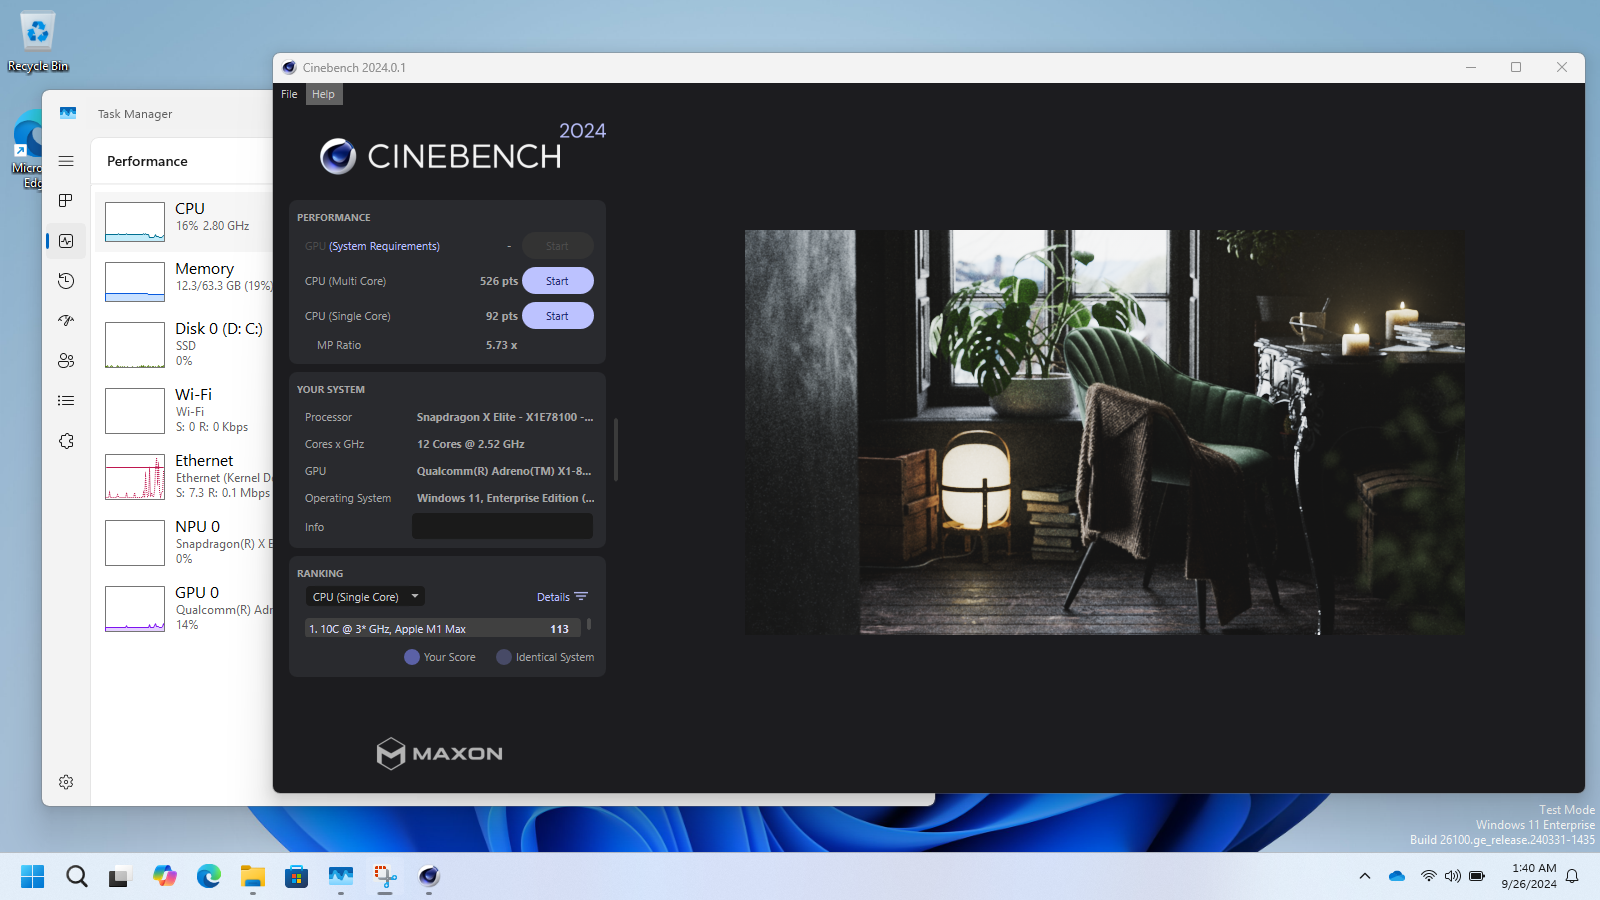 Recycle Bin
Micro
Edg
Task Manager
Performance
CPU
16% 2.80 GHz
Memory
12.3/63.3 GB (19%)
Disk 0 (D: C:)
SSD
0%
Wi-Fi
Wi-Fi
S: 0 R: 0 Kbps
Ethernet
Ethernet (Kernel De
S: 7.3 R: 0.1 Mbps
NPU 0
Snapdragon(R) X E
0%
GPU 0
Qualcomm(R) Adr
14%
Cinebench 2024.0.1
File Help
CINEBENCH 2024
PERFORMANCE
GPU (System Requirements) - Start
CPU (Multi Core) 526 pts Start
CPU (Single Core) 92 pts Start
MP Ratio 5.73 x
YOUR SYSTEM
Processor Snapdragon X Elite - X1E78100 -...
Cores x GHz 12 Cores @ 2.52 GHz
GPU Qualcomm(R) Adreno(TM) X1-8...
Operating System Windows 11, Enterprise Edition (...
Info
RANKING
CPU (Single Core) Details
1. 10C @ 3* GHz, Apple M1 Max 113
Your Score Identical System
MAXON
Test Mode
Windows 11 Enterprise
Build 26100.ge_release.240331-1435
1:40 AM
9/26/2024